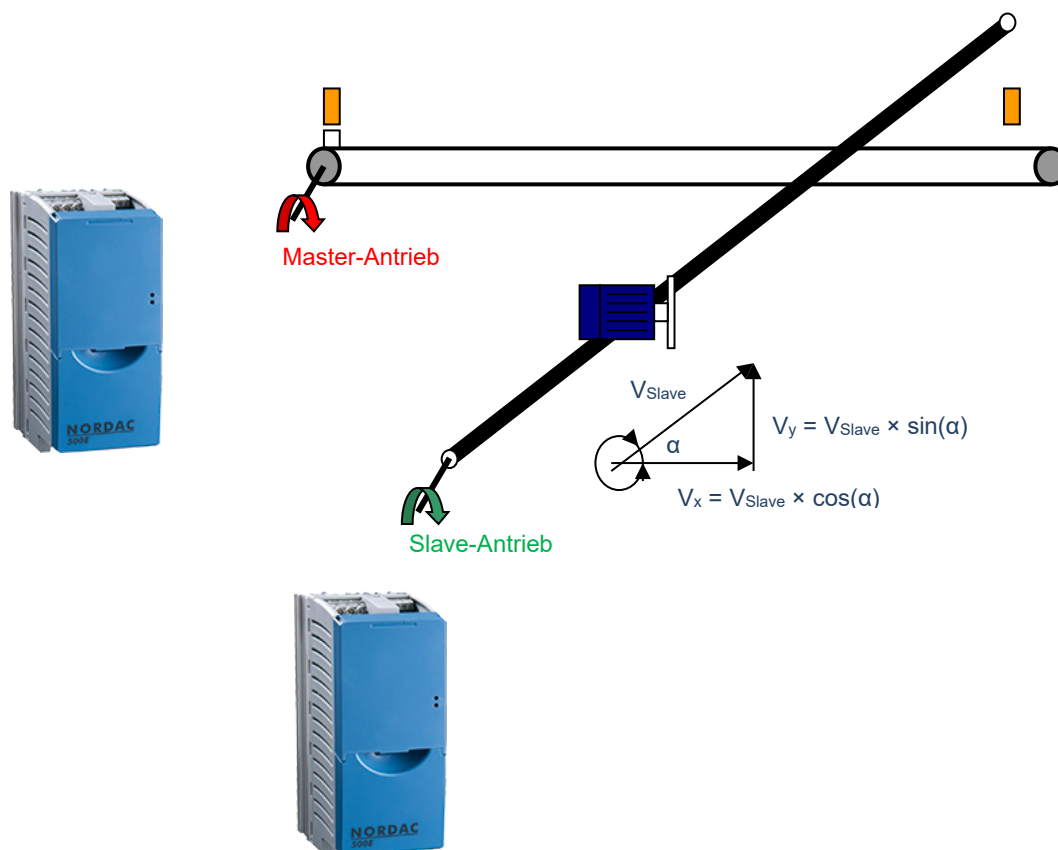 Master-Antrieb
NORDAC
500E
VSlave
α
Vy = VSlave × sin(α)
Vx = VSlave × cos(α)
Slave-Antrieb
NORDAC
500E